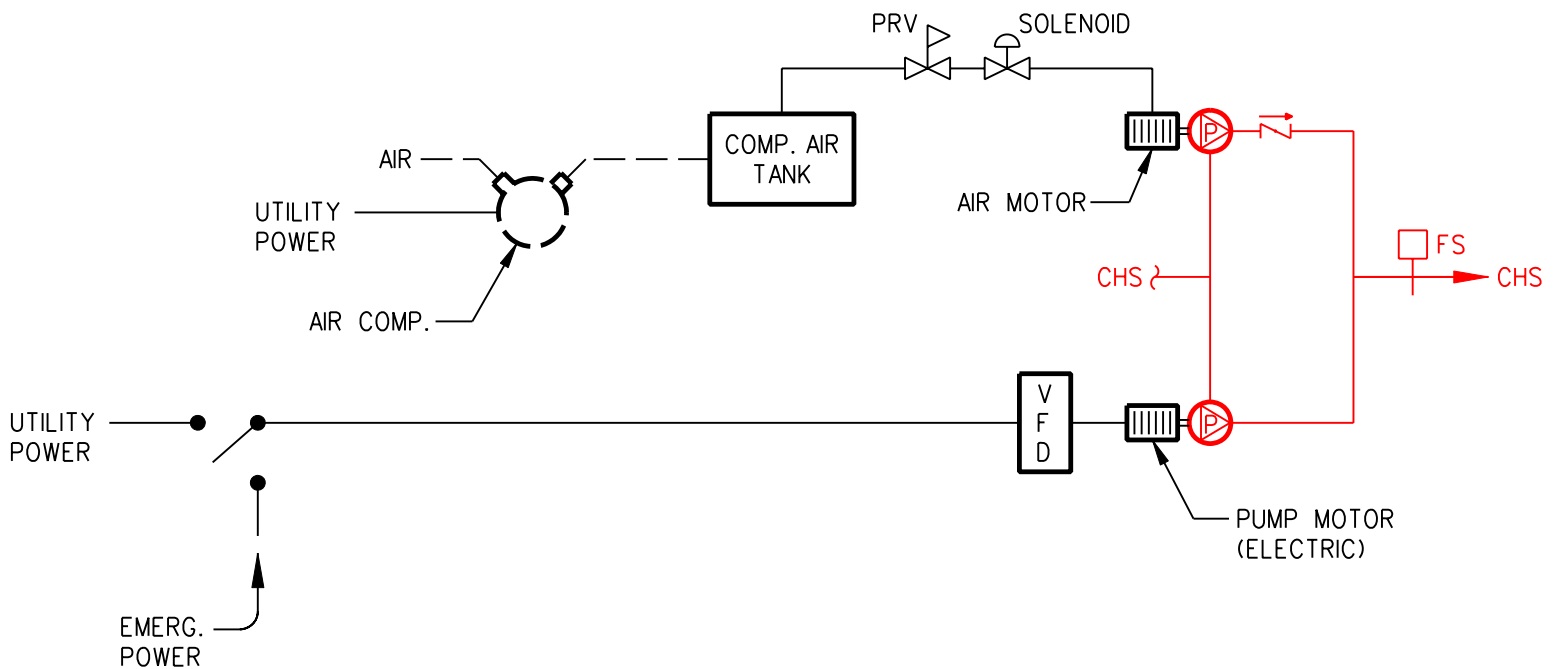 PRV
SOLENOID
AIR
COMP. AIR
TANK
P
AIR MOTOR
UTILITY
POWER
FS
CHS
CHS
AIR COMP.
UTILITY
POWER
V
F
D
P
PUMP MOTOR
(ELECTRIC)
EMERG.
POWER